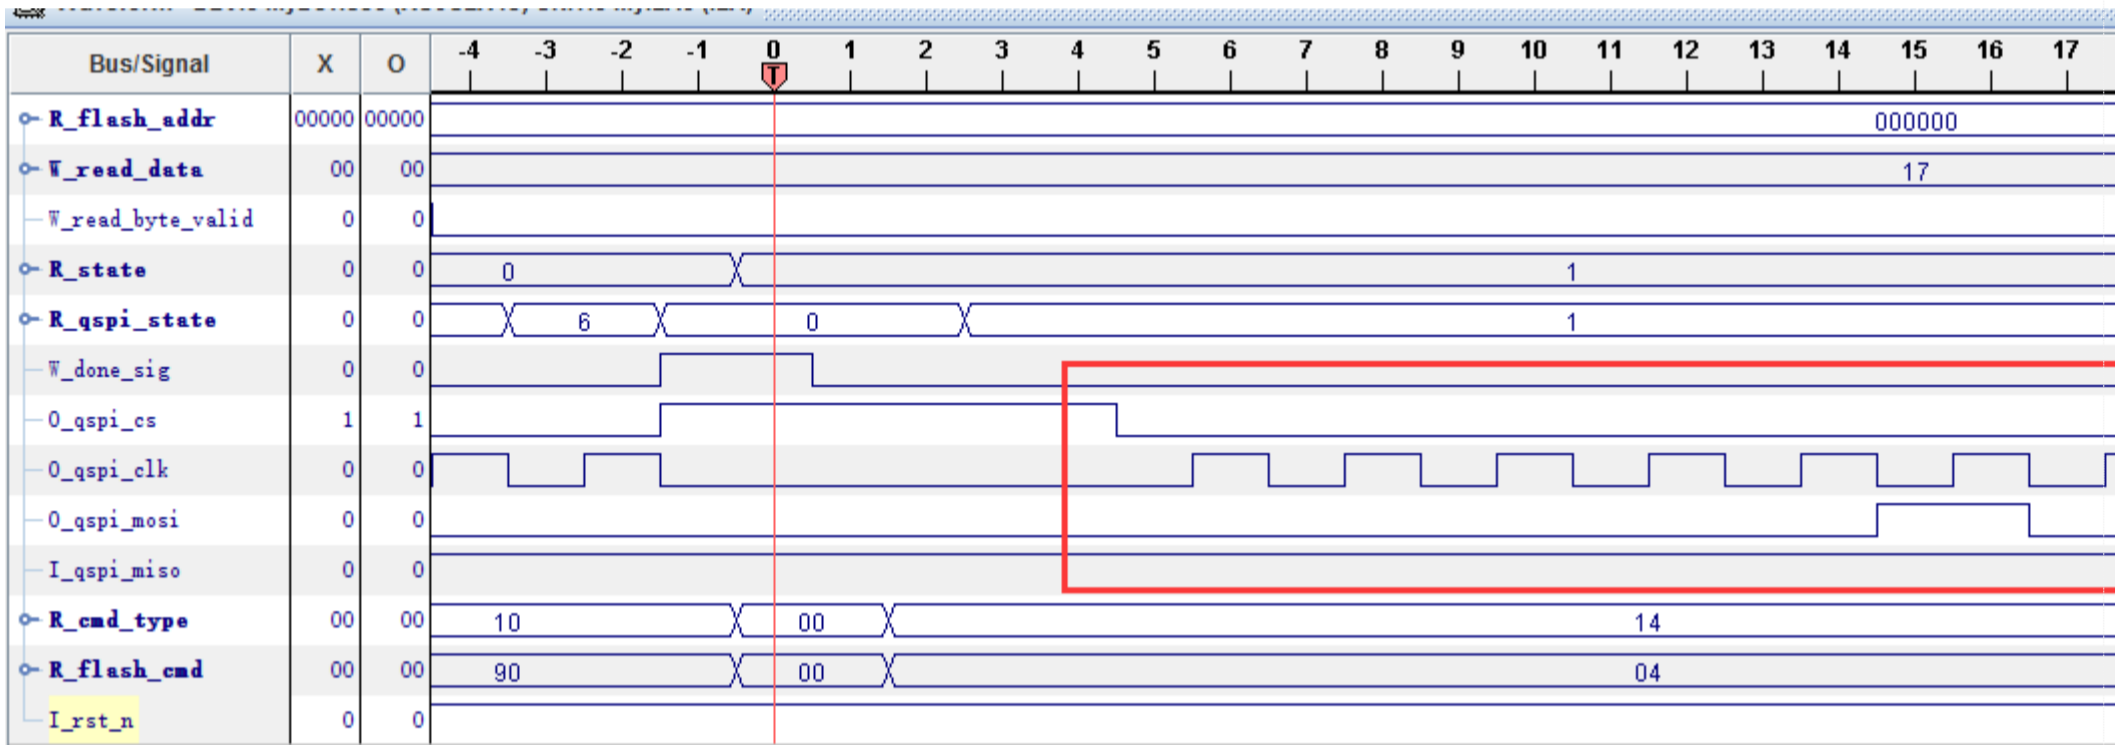 Bus/Signal X O -4 -3 -2 -1 0 1 2 3 4 5 6 7 8 9 10 11 12 13 14 15 16 17
T
R_flash_addr 00000 00000 000000
W_read_data 00 00 17
W_read_byte_valid 0 0
R_state 0 0 0 1
R_qspi_state 0 0 6 0 1
W_done_sig 0 0
O_qspi_cs 1 1
O_qspi_clk 0 0
O_qspi_mosi 0 0
I_qspi_miso 0 0
R_cmd_type 00 00 10 00 14
R_flash_cmd 00 00 90 00 04
I_rst_n 0 0